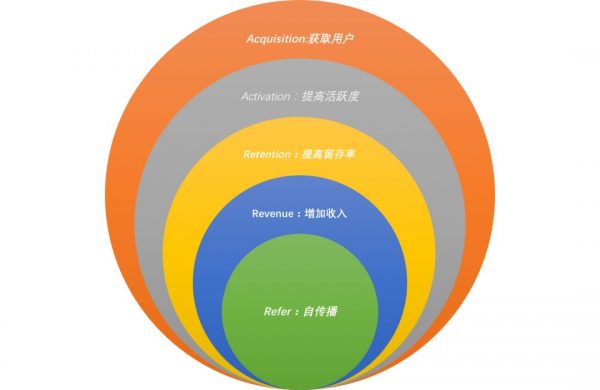 Acquisition:获取用户
Activation：提高活跃度
Retention：提高留存率
Revenue：增加收入
Refer：自传播